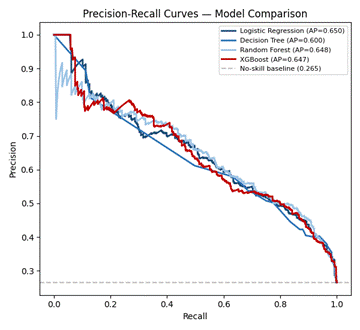 Precision-Recall Curves — Model Comparison
Logistic Regression (AP=0.650)
Decision Tree (AP=0.600)
Random Forest (AP=0.648)
XGBoost (AP=0.647)
No-skill baseline (0.265)
1.0
0.9
0.8
0.7
0.6
0.5
0.4
0.3
Precision
0.0 0.2 0.4 0.6 0.8 1.0
Recall